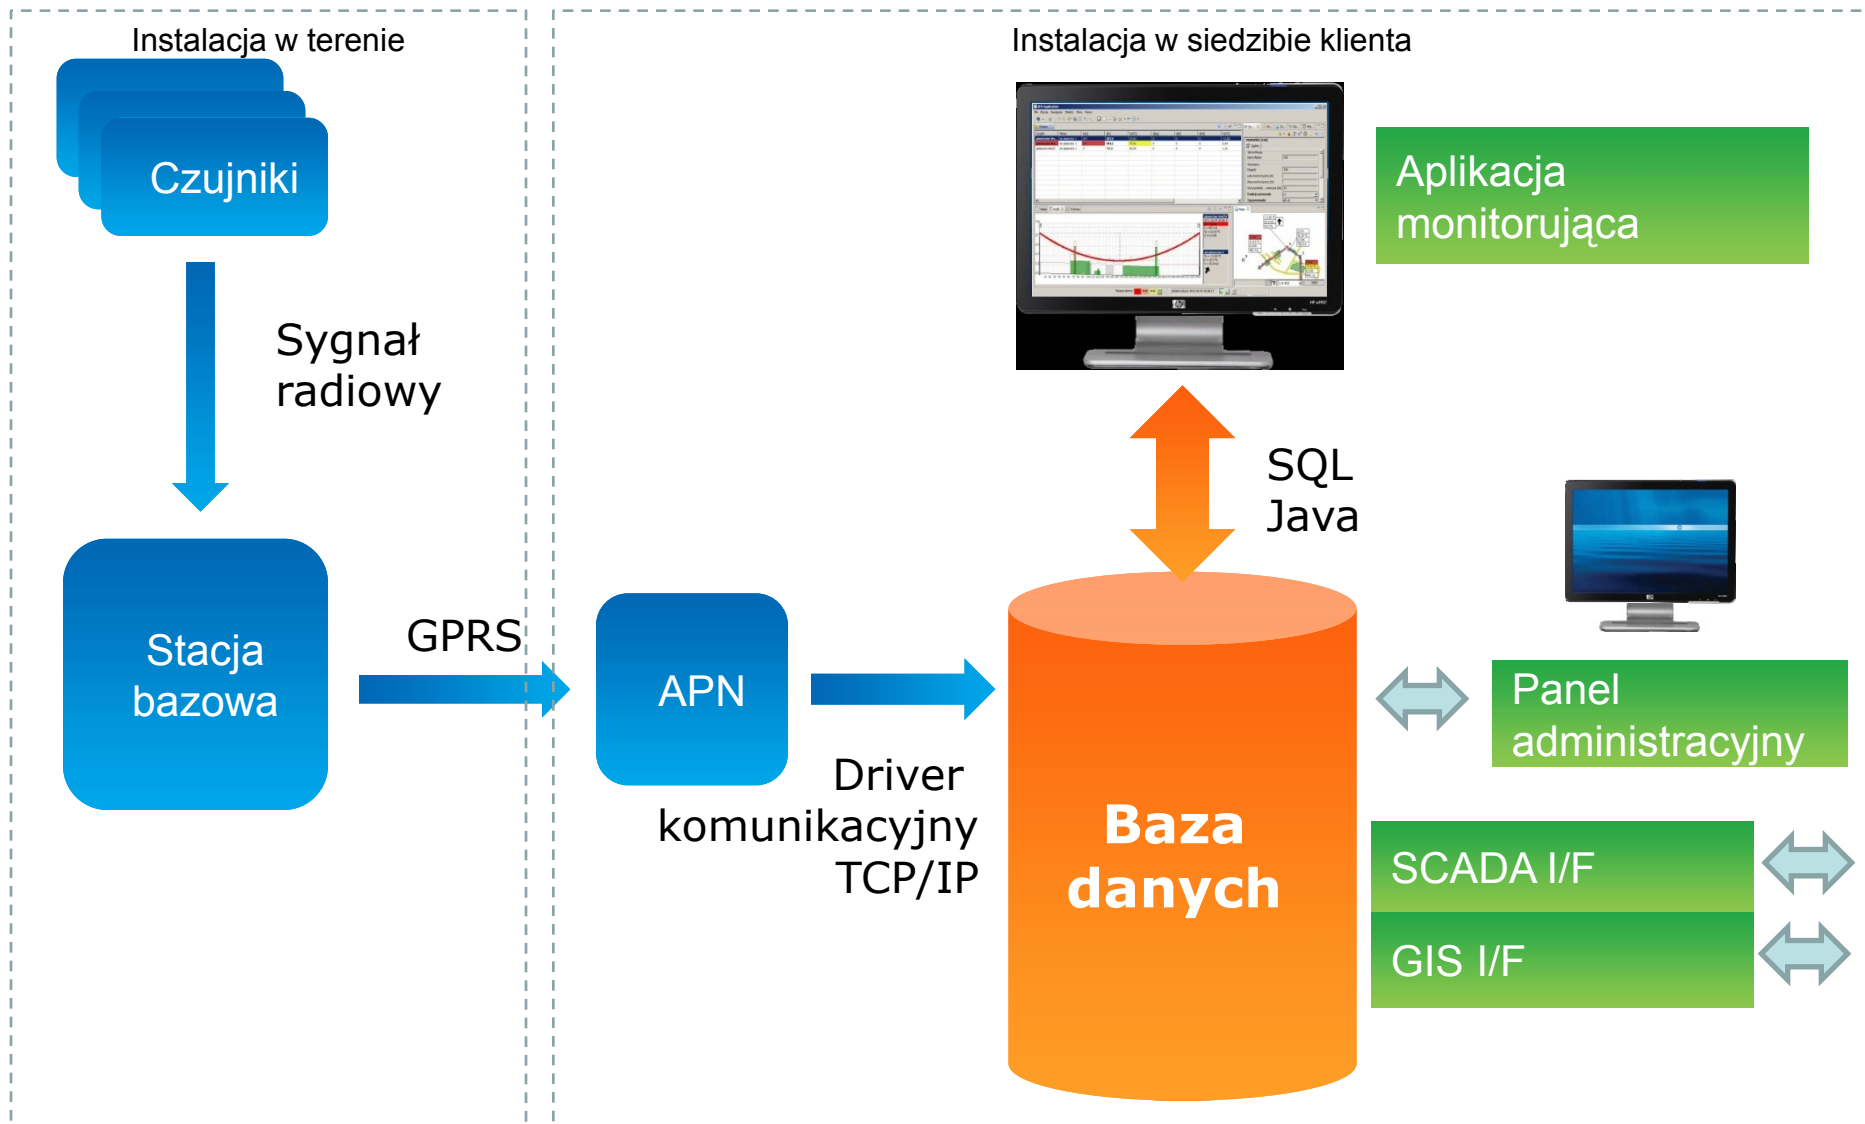 Instalacja w terenie
Czujniki
Sygnał
radiowy
Stacja
bazowa
GPRS
Instalacja w siedzibie klienta
Aplikacja
monitorująca
SQL
Java
APN
Driver
komunikacyjny
TCP/IP
Baza
danych
Panel
administracyjny
SCADA I/F
GIS I/F